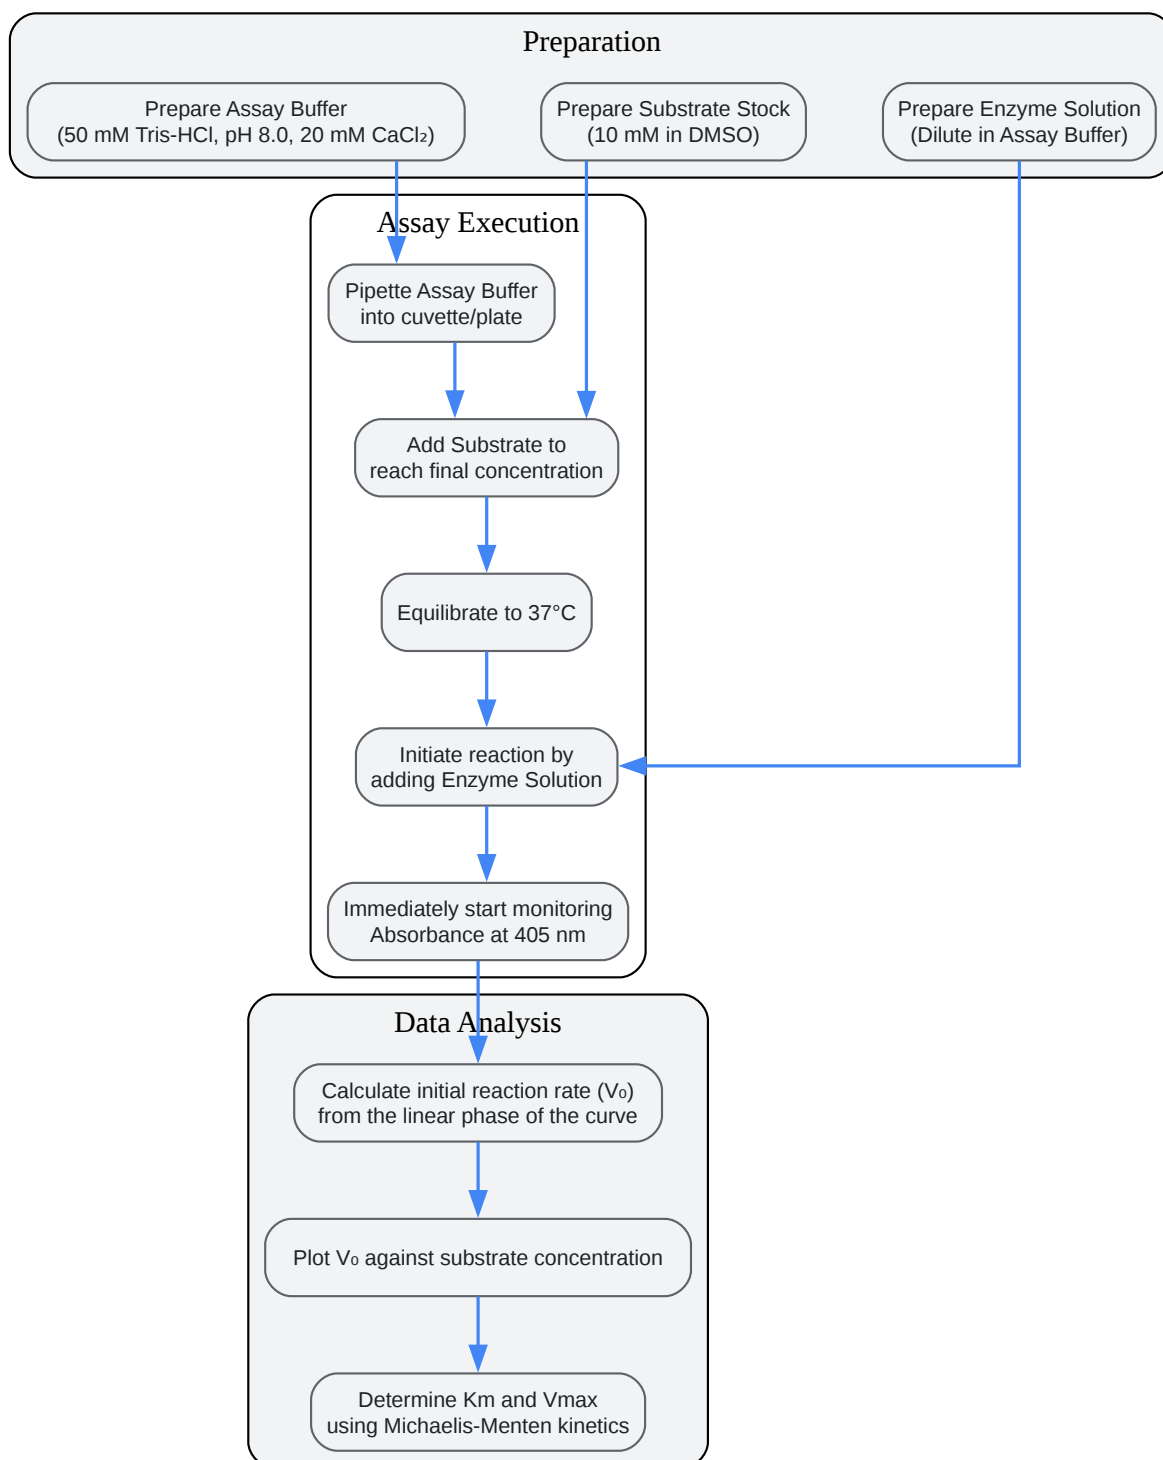 Preparation
Prepare Assay Buffer
(50 mM Tris-HCl, pH 8.0, 20 mM CaCl₂)
Prepare Substrate Stock
(10 mM in DMSO)
Prepare Enzyme Solution
(Dilute in Assay Buffer)
Assay Execution
Pipette Assay Buffer
into cuvette/plate
Add Substrate to
reach final concentration
Equilibrate to 37°C
Initiate reaction by
adding Enzyme Solution
Immediately start monitoring
Absorbance at 405 nm
Data Analysis
Calculate initial reaction rate (V₀)
from the linear phase of the curve
Plot V₀ against substrate concentration
Determine Km and Vmax
using Michaelis-Menten kinetics